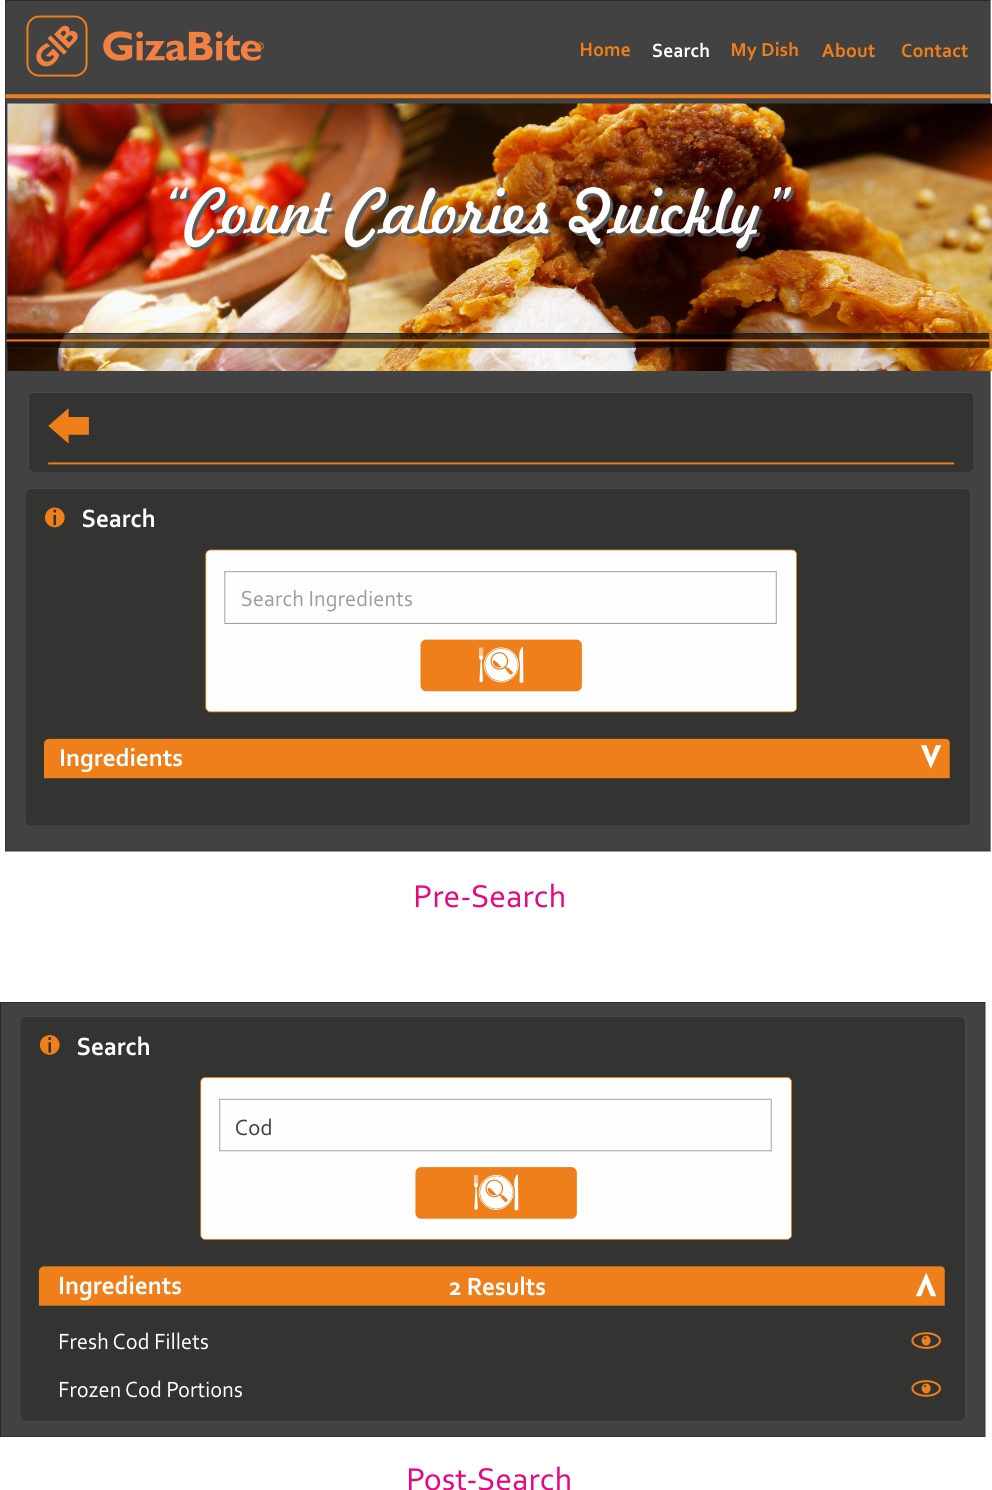 GIB
GizaBite®
Home Search My Dish About Contact
“Count Calories Quickly”
i Search
Search Ingredients
Ingredients
Pre-Search
i Search
Cod
Ingredients 2 Results
Fresh Cod Fillets
Frozen Cod Portions
Post-Search